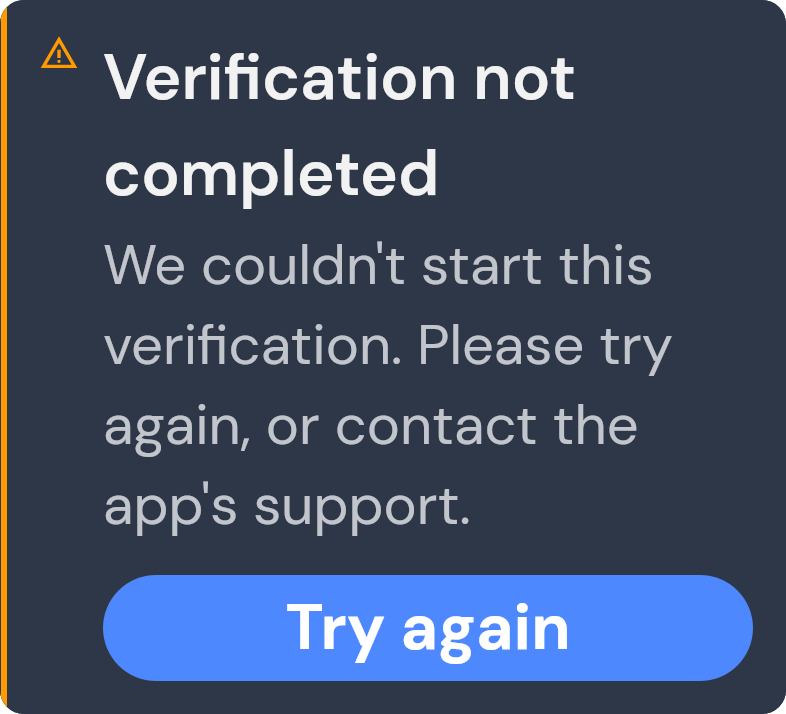 Verification not
completed
We couldn't start this
verification. Please try
again, or contact the
app's support.
Try again